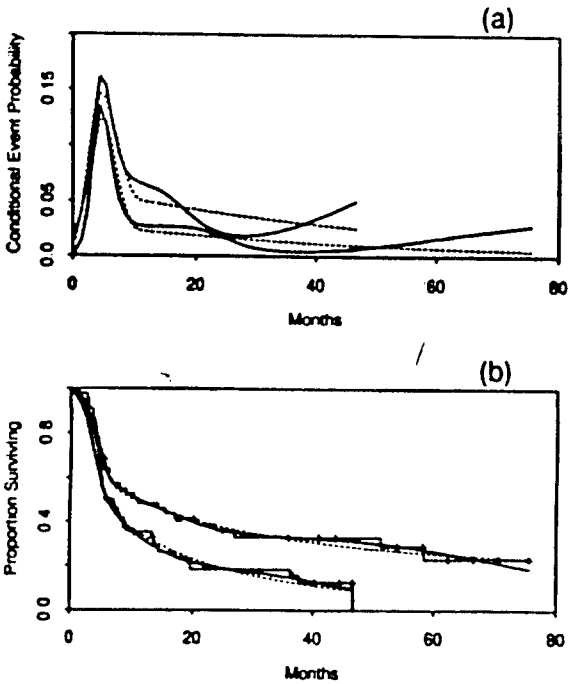 (a)
Conditional Event Probability
0.0
0.05
0.15
0
20
40
60
80
Months
(b)
Proportion Surviving
0.0
0.4
0.8
0
20
40
60
80
Months